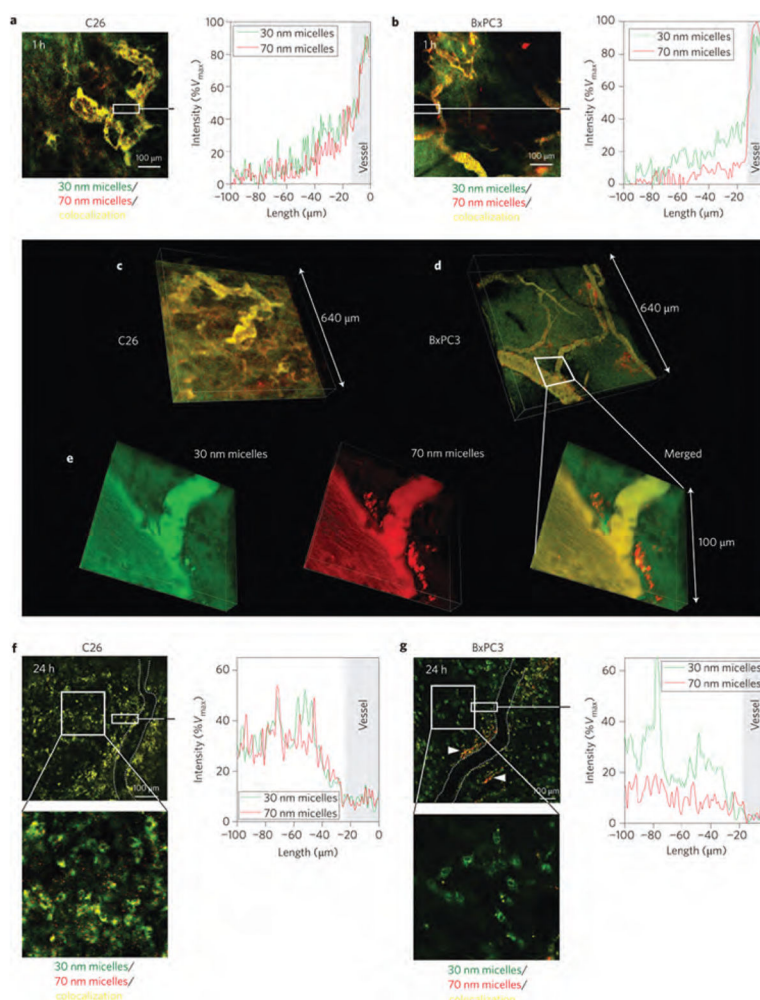 a
C26
1 h
100 μm
30 nm micelles/
70 nm micelles/
colocalization
30 nm micelles
70 nm micelles
Intensity (%Vmax)
100
80
60
40
20
0
−100 −80 −60 −40 −20 0
Length (μm)
Vessel
b
BxPC3
1 h
100 μm
30 nm micelles/
70 nm micelles/
colocalization
30 nm micelles
70 nm micelles
Intensity (%Vmax)
100
80
60
40
20
0
−100 −80 −60 −40 −20 0
Length (μm)
Vessel
c
C26
640 μm
d
BxPC3
640 μm
e
30 nm micelles
70 nm micelles
Merged
100 μm
f
C26
24 h
100 μm
30 nm micelles/
70 nm micelles/
colocalization
30 nm micelles
70 nm micelles
Intensity (%Vmax)
60
40
20
0
−100 −80 −60 −40 −20 0
Length (μm)
Vessel
g
BxPC3
24 h
100 μm
30 nm micelles/
70 nm micelles/
colocalization
30 nm micelles
70 nm micelles
Intensity (%Vmax)
60
40
20
0
−100 −80 −60 −40 −20
Length (μm)
Vessel